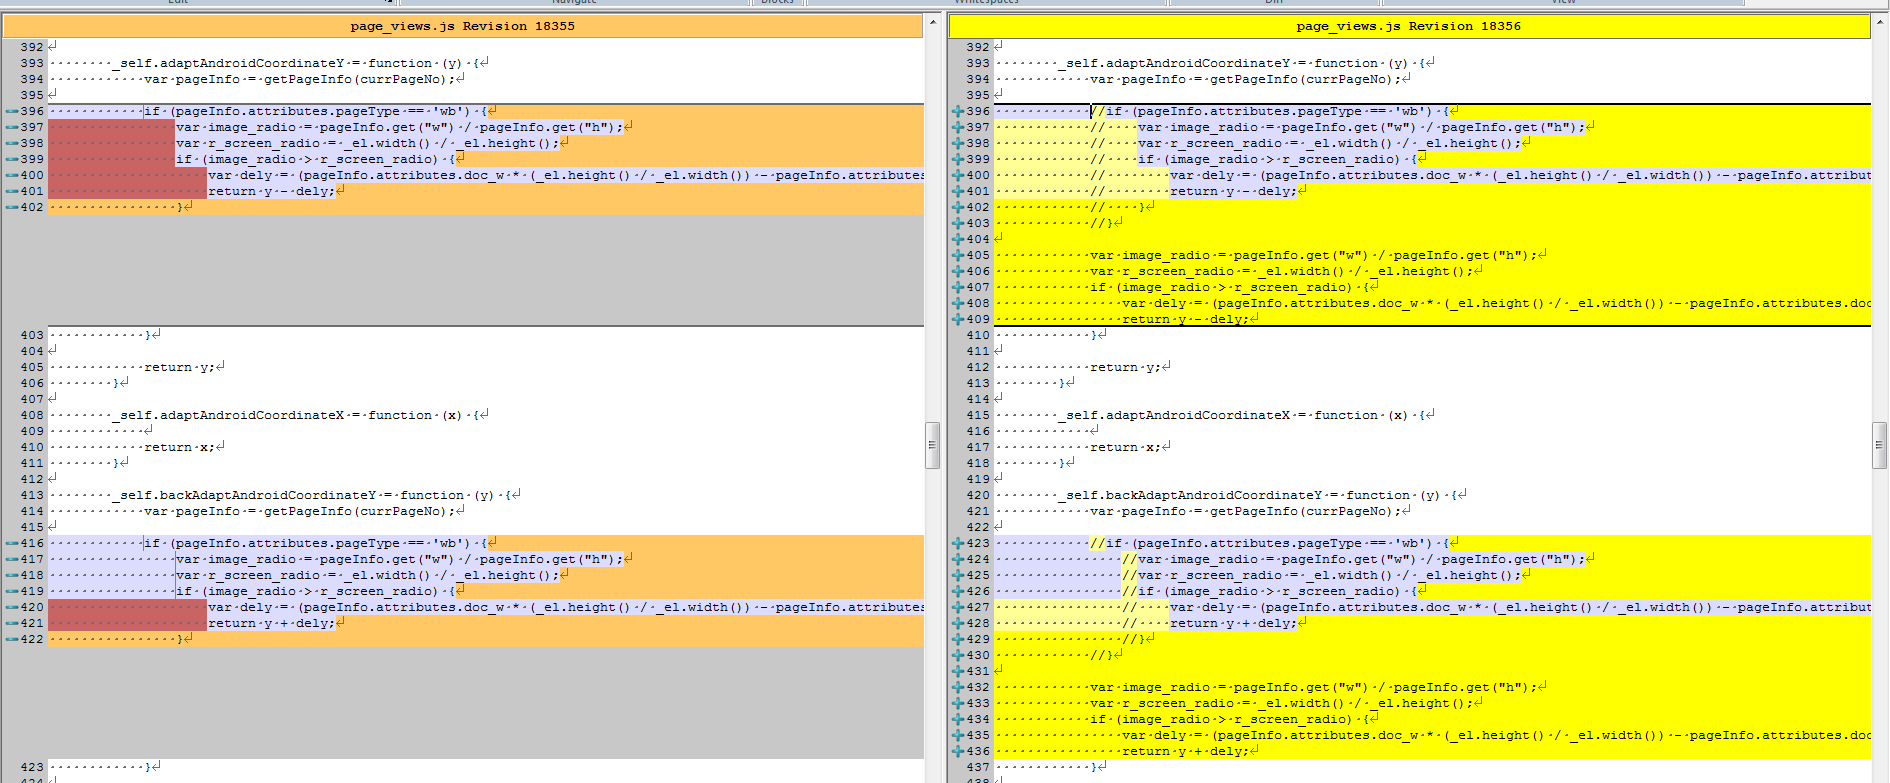 Edit Navigate Blocks Whitespaces Diff View
page_views.js Revision 18355
392
393 _self.adaptAndroidCoordinateY = function (y) {
394 var pageInfo = getPageInfo(currPageNo);
395
396 if (pageInfo.attributes.pageType == 'wb') {
397 var image_radio = pageInfo.get("w") / pageInfo.get("h");
398 var r_screen_radio = _el.width() / _el.height();
399 if (image_radio > r_screen_radio) {
400 var dely = (pageInfo.attributes.doc_w * (_el.height() / _el.width()) - pageInfo.attributes
401 return y - dely;
402 }
403 }
404
405 return y;
406 }
407
408 _self.adaptAndroidCoordinateX = function (x) {
409
410 return x;
411 }
412
413 _self.backAdaptAndroidCoordinateY = function (y) {
414 var pageInfo = getPageInfo(currPageNo);
415
416 if (pageInfo.attributes.pageType == 'wb') {
417 var image_radio = pageInfo.get("w") / pageInfo.get("h");
418 var r_screen_radio = _el.width() / _el.height();
419 if (image_radio > r_screen_radio) {
420 var dely = (pageInfo.attributes.doc_w * (_el.height() / _el.width()) - pageInfo.attributes
421 return y + dely;
422 }
423 }
page_views.js Revision 18356
392
393 _self.adaptAndroidCoordinateY = function (y) {
394 var pageInfo = getPageInfo(currPageNo);
395
396 //if (pageInfo.attributes.pageType == 'wb') {
397 // var image_radio = pageInfo.get("w") / pageInfo.get("h");
398 // var r_screen_radio = _el.width() / _el.height();
399 // if (image_radio > r_screen_radio) {
400 // var dely = (pageInfo.attributes.doc_w * (_el.height() / _el.width()) - pageInfo.attribut
401 // return y - dely;
402 // }
403 //}
404
405 var image_radio = pageInfo.get("w") / pageInfo.get("h");
406 var r_screen_radio = _el.width() / _el.height();
407 if (image_radio > r_screen_radio) {
408 var dely = (pageInfo.attributes.doc_w * (_el.height() / _el.width()) - pageInfo.attributes.doc
409 return y - dely;
410 }
411
412 return y;
413 }
414
415 _self.adaptAndroidCoordinateX = function (x) {
416
417 return x;
418 }
419
420 _self.backAdaptAndroidCoordinateY = function (y) {
421 var pageInfo = getPageInfo(currPageNo);
422
423 //if (pageInfo.attributes.pageType == 'wb') {
424 //var image_radio = pageInfo.get("w") / pageInfo.get("h");
425 //var r_screen_radio = _el.width() / _el.height();
426 //if (image_radio > r_screen_radio) {
427 // var dely = (pageInfo.attributes.doc_w * (_el.height() / _el.width()) - pageInfo.attribut
428 // return y + dely;
429 //}
430 //}
431
432 var image_radio = pageInfo.get("w") / pageInfo.get("h");
433 var r_screen_radio = _el.width() / _el.height();
434 if (image_radio > r_screen_radio) {
435 var dely = (pageInfo.attributes.doc_w * (_el.height() / _el.width()) - pageInfo.attributes.doc
436 return y + dely;
437 }